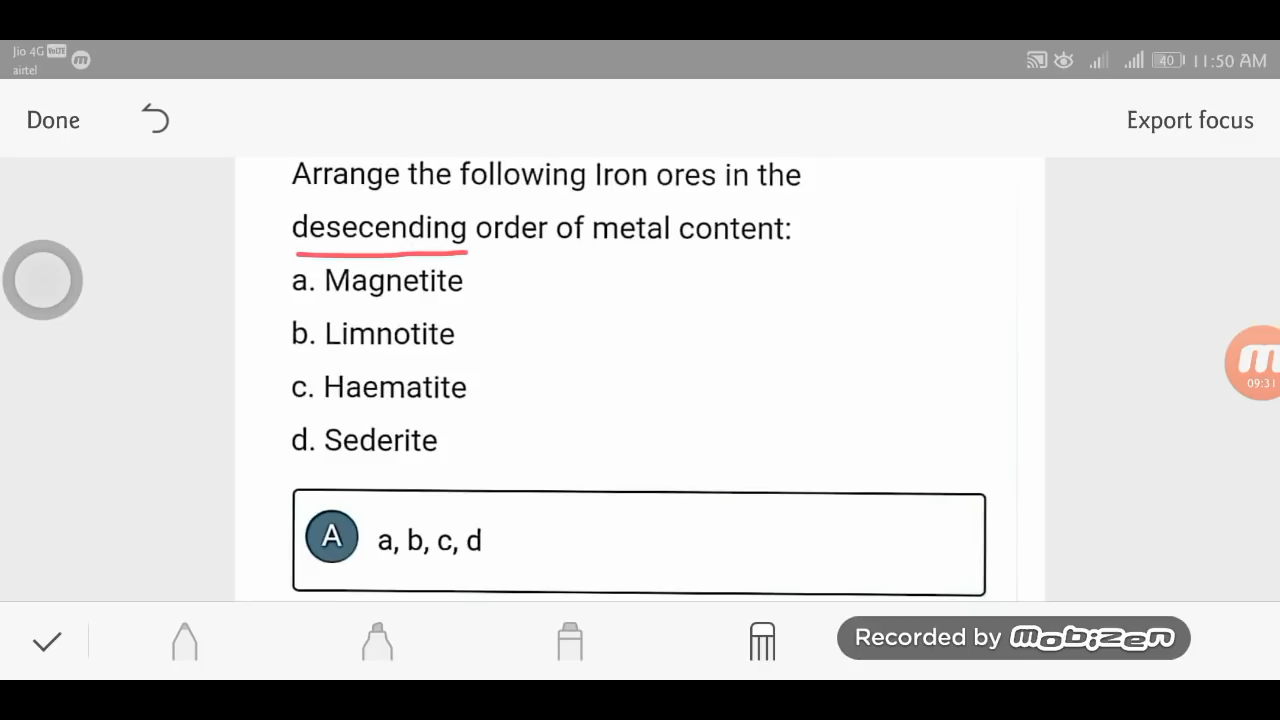 Jio 4G VoLTE
airtel
40 11:50 AM
Done
Export focus
Arrange the following Iron ores in the
desecending order of metal content:
a. Magnetite
b. Limnotite
c. Haematite
d. Sederite
A a, b, c, d
09:31
Recorded by mobizen